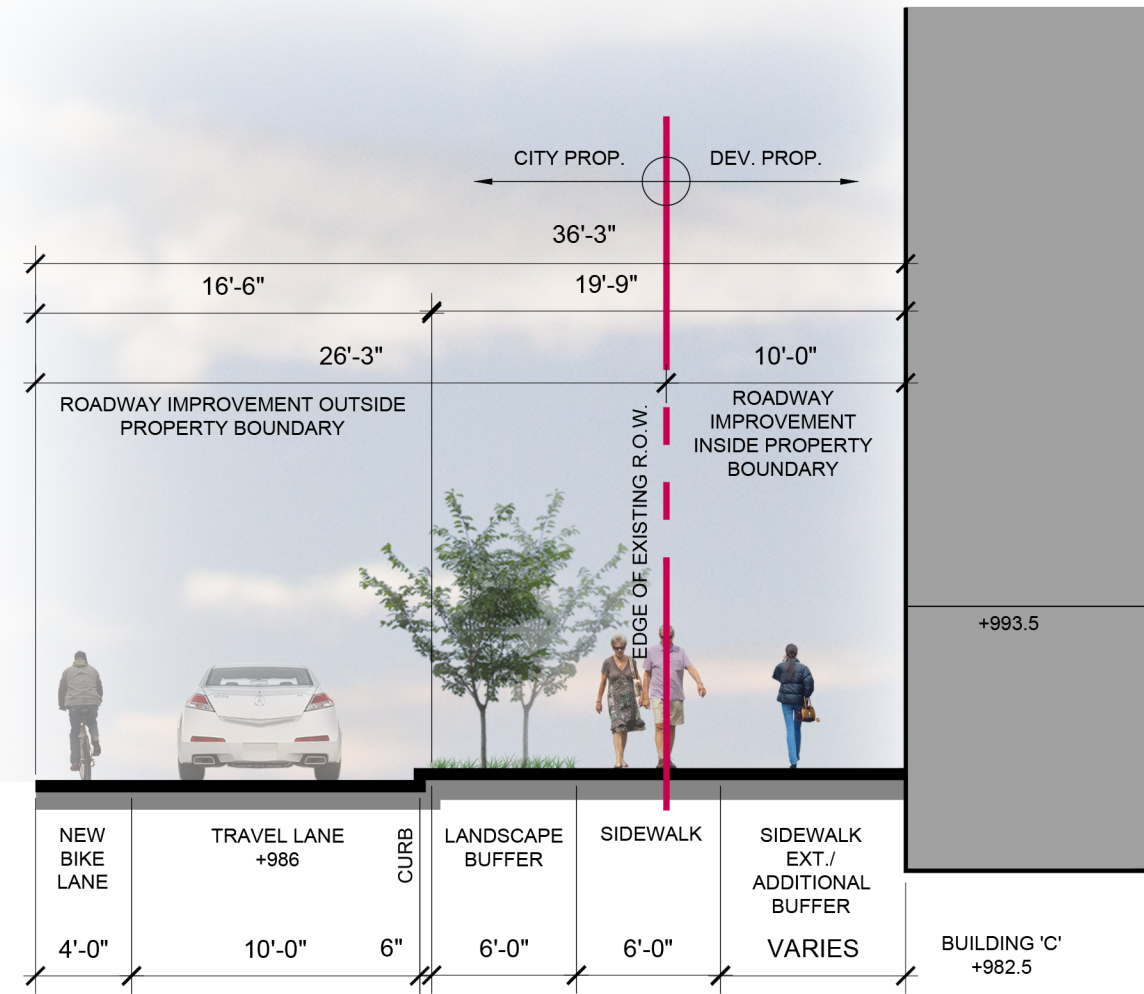 CITY PROP.
DEV. PROP.
36'-3"
16'-6"
19'-9"
26'-3"
10'-0"
ROADWAY IMPROVEMENT OUTSIDE
PROPERTY BOUNDARY
EDGE OF EXISTING R.O.W.
ROADWAY
IMPROVEMENT
INSIDE PROPERTY
BOUNDARY
+993.5
NEW
BIKE
LANE
TRAVEL LANE
+986
CURB
LANDSCAPE
BUFFER
SIDEWALK
SIDEWALK
EXT./
ADDITIONAL
BUFFER
4'-0"
10'-0"
6"
6'-0"
6'-0"
VARIES
BUILDING 'C'
+982.5